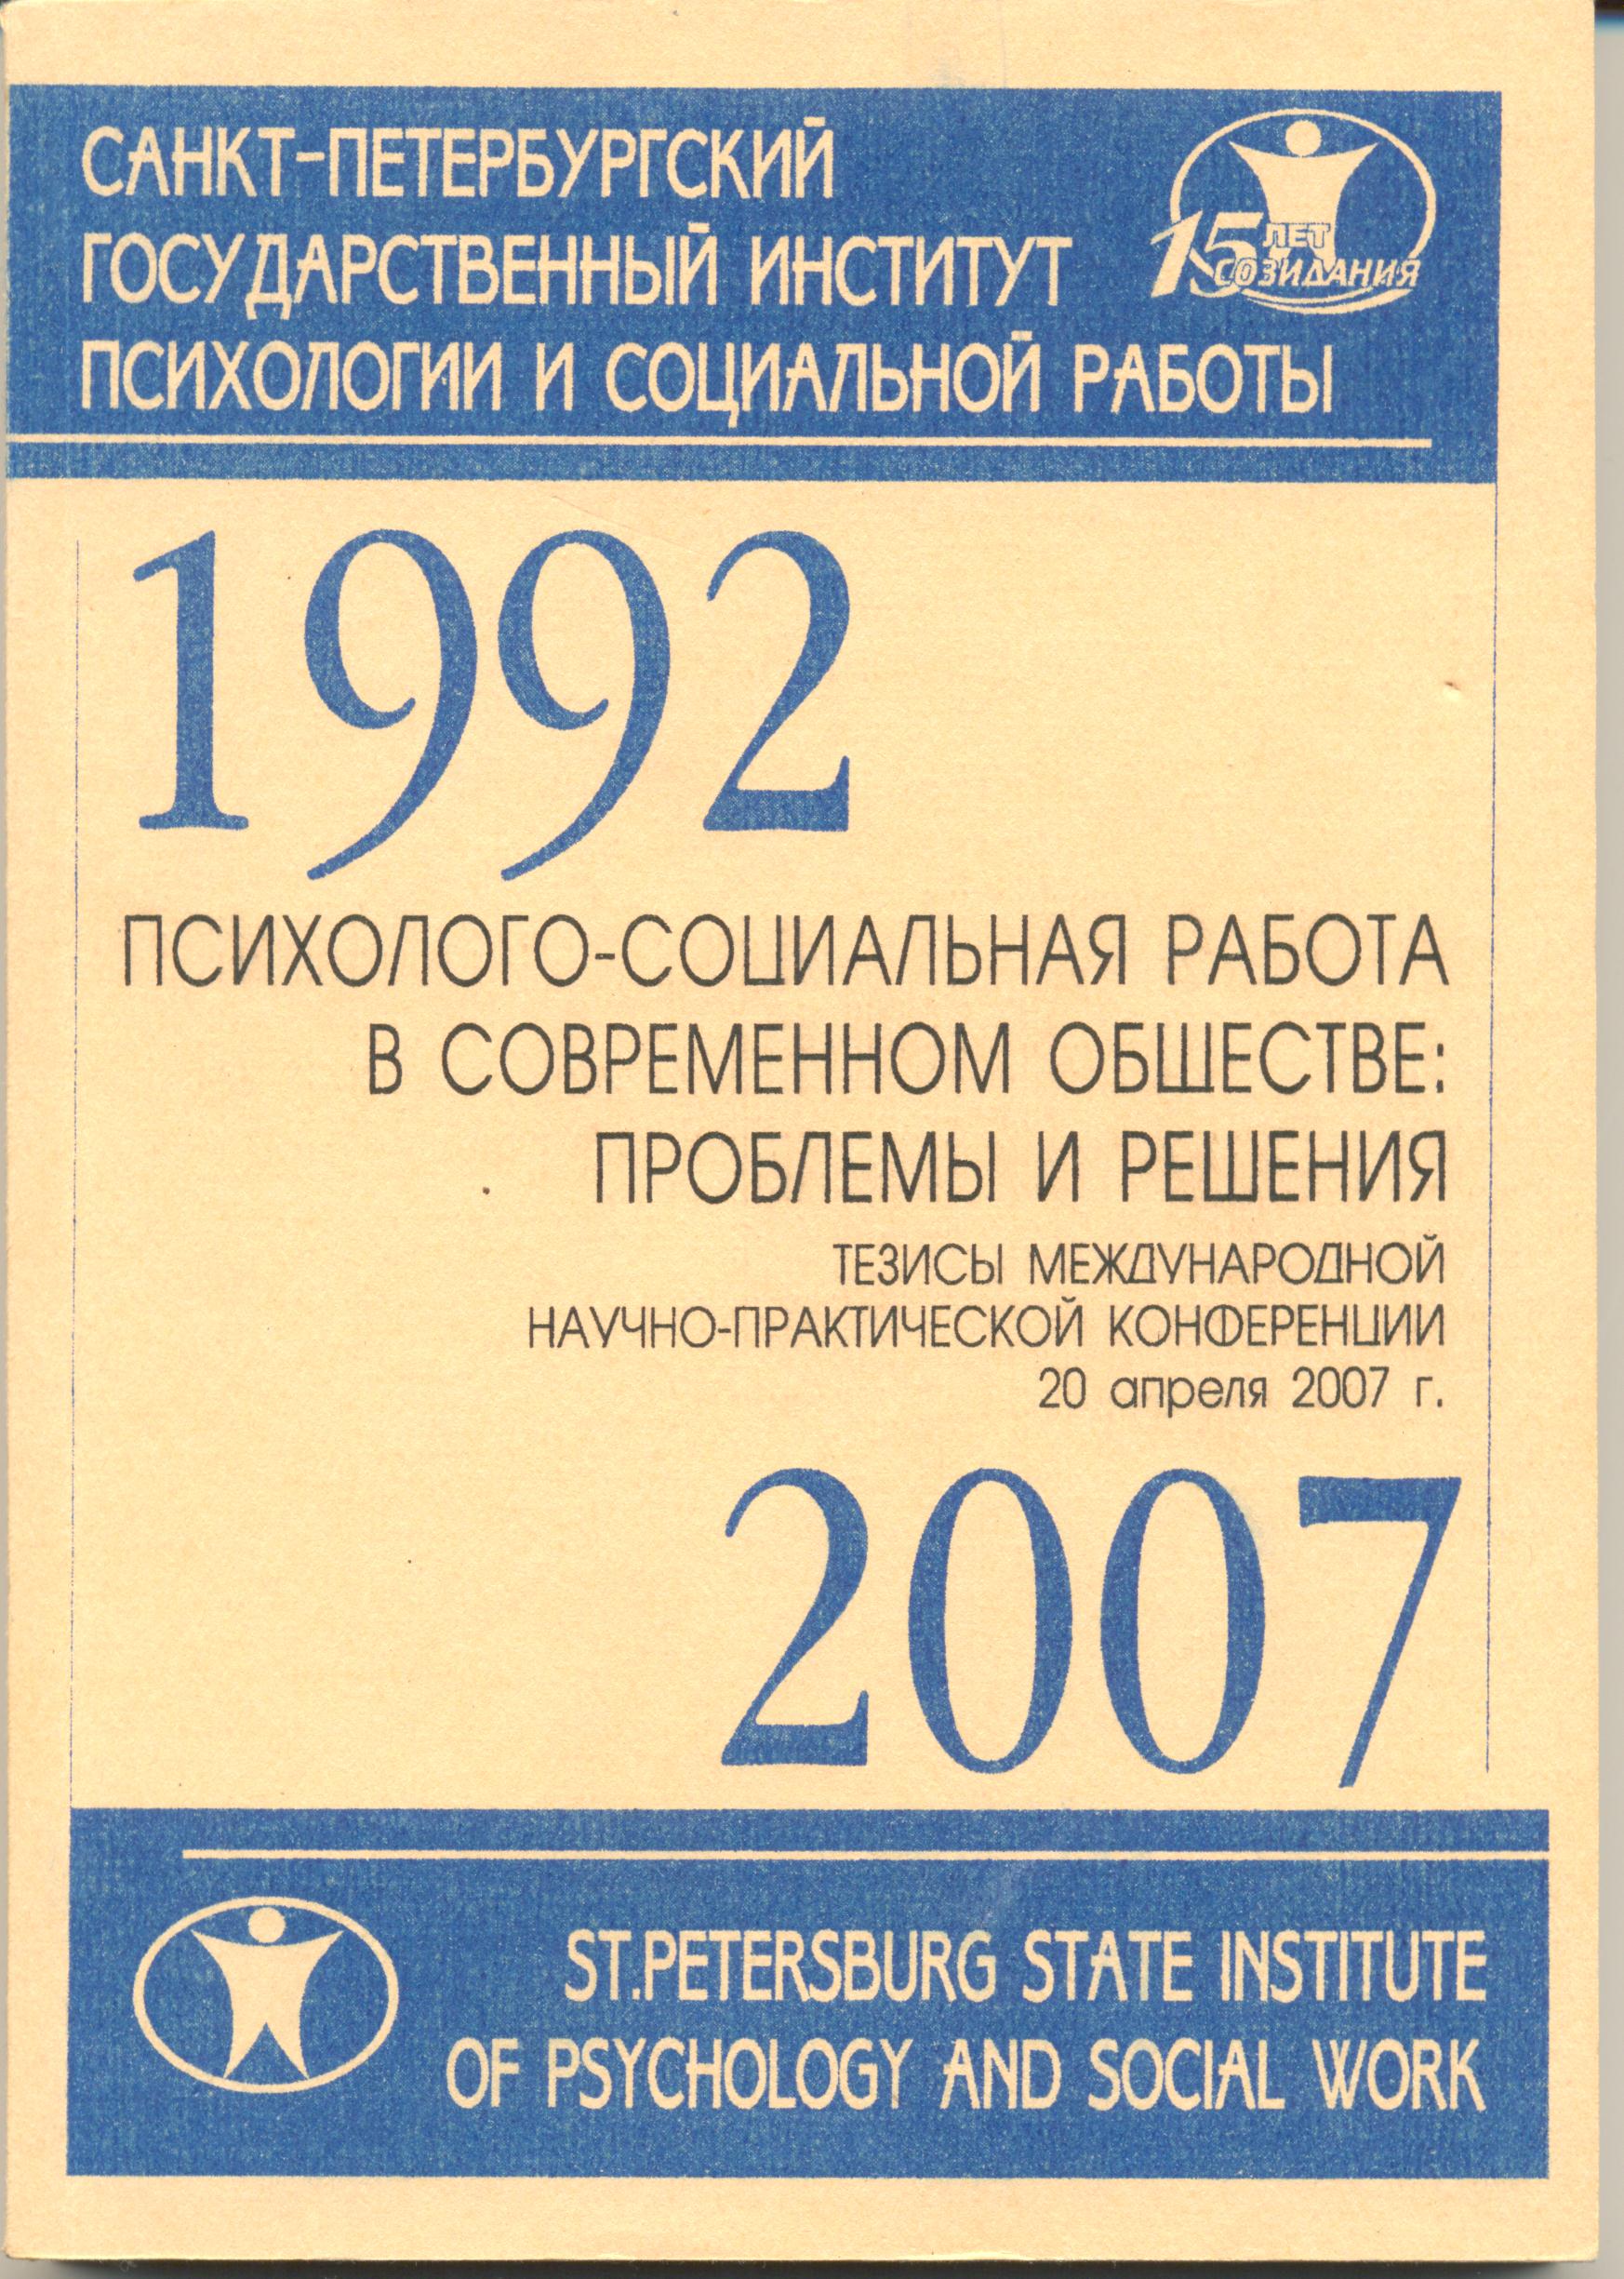 САНКТ-ПЕТЕРБУРГСКИЙ
ГОСУДАРСТВЕННЫЙ ИНСТИТУТ
ПСИХОЛОГИИ И СОЦИАЛЬНОЙ РАБОТЫ
15 ЛЕТ
СОЗИДАНИЯ
1992
ПСИХОЛОГО-СОЦИАЛЬНАЯ РАБОТА
В СОВРЕМЕННОМ ОБЩЕСТВЕ:
ПРОБЛЕМЫ И РЕШЕНИЯ
ТЕЗИСЫ МЕЖДУНАРОДНОЙ
НАУЧНО-ПРАКТИЧЕСКОЙ КОНФЕРЕНЦИИ
20 апреля 2007 г.
2007
ST.PETERSBURG STATE INSTITUTE
OF PSYCHOLOGY AND SOCIAL WORK